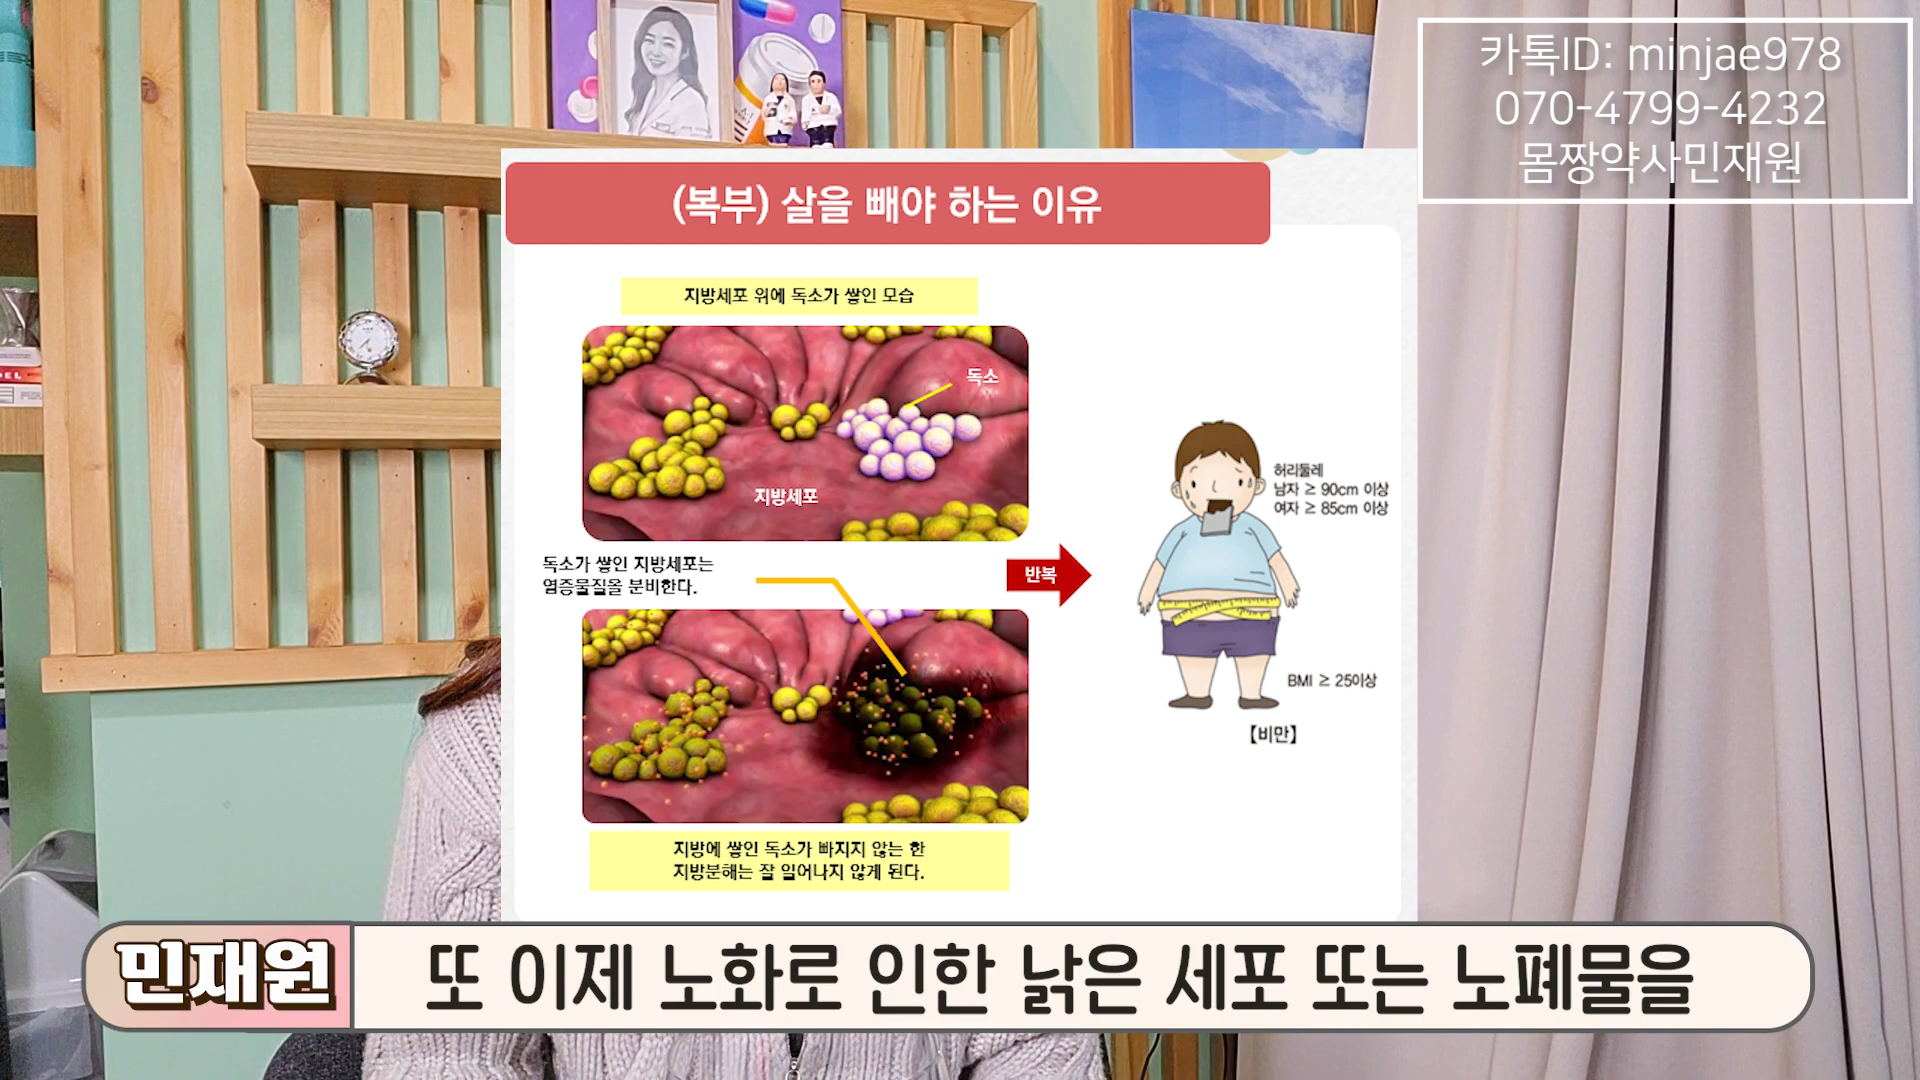 카톡ID: minjae978
070-4799-4232
몸짱약사민재원
(복부) 살을 빼야 하는 이유
지방세포 위에 독소가 쌓인 모습
독소
지방세포
독소가 쌓인 지방세포는
염증물질을 분비한다.
반복
허리둘레
남자 ≥ 90cm 이상
여자 ≥ 85cm 이상
BMI ≥ 25이상
【비만】
지방에 쌓인 독소가 빠지지 않는 한
지방분해는 잘 일어나지 않게 된다.
민재원
또 이제 노화로 인한 낡은 세포 또는 노폐물을